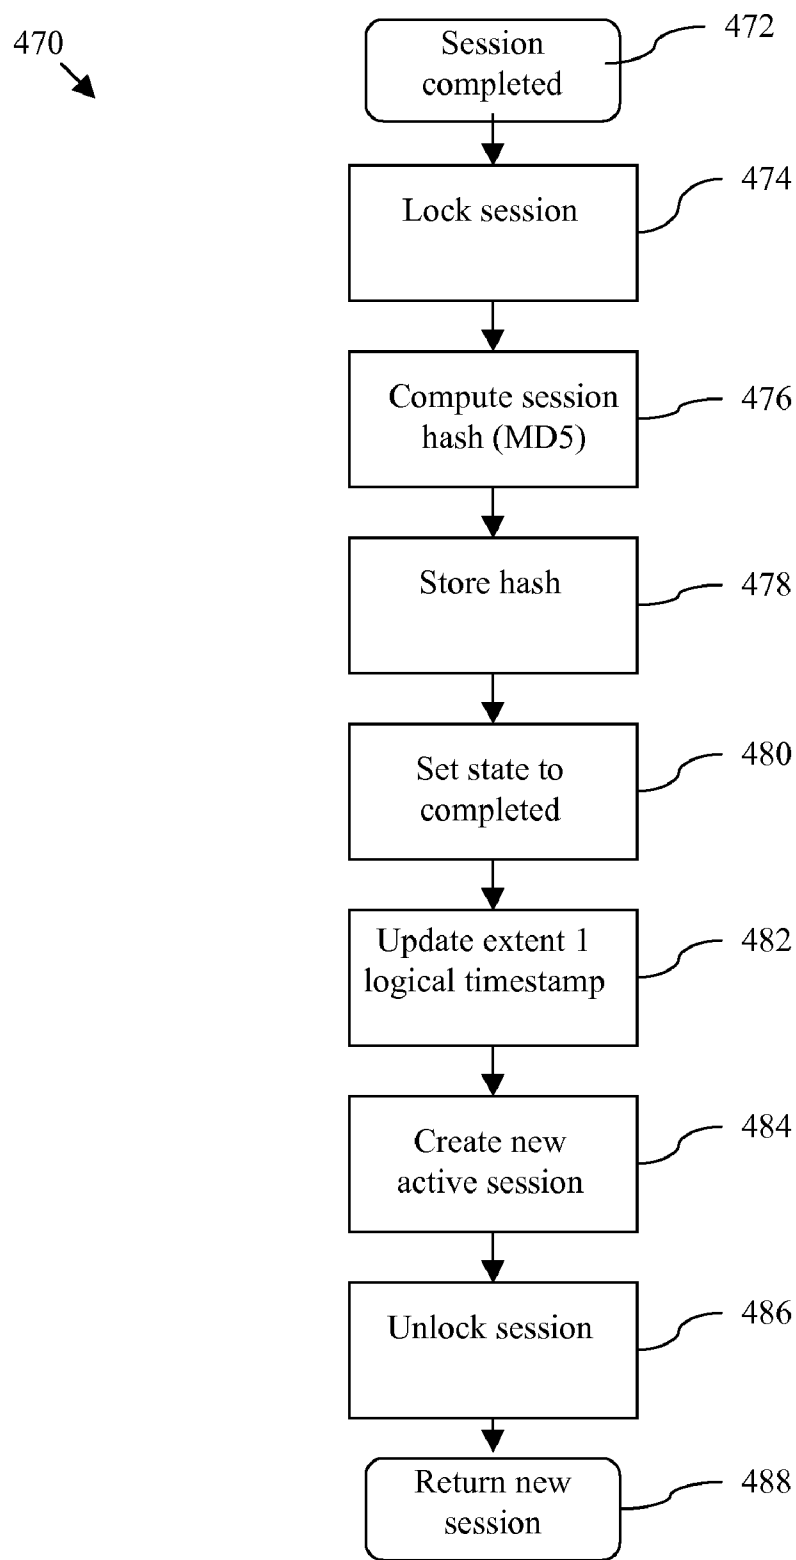 470
Session
completed
472
Lock session
474
Compute session
hash (MD5)
476
Store hash
478
Set state to
completed
480
Update extent 1
logical timestamp
482
Create new
active session
484
Unlock session
486
Return new
session
488